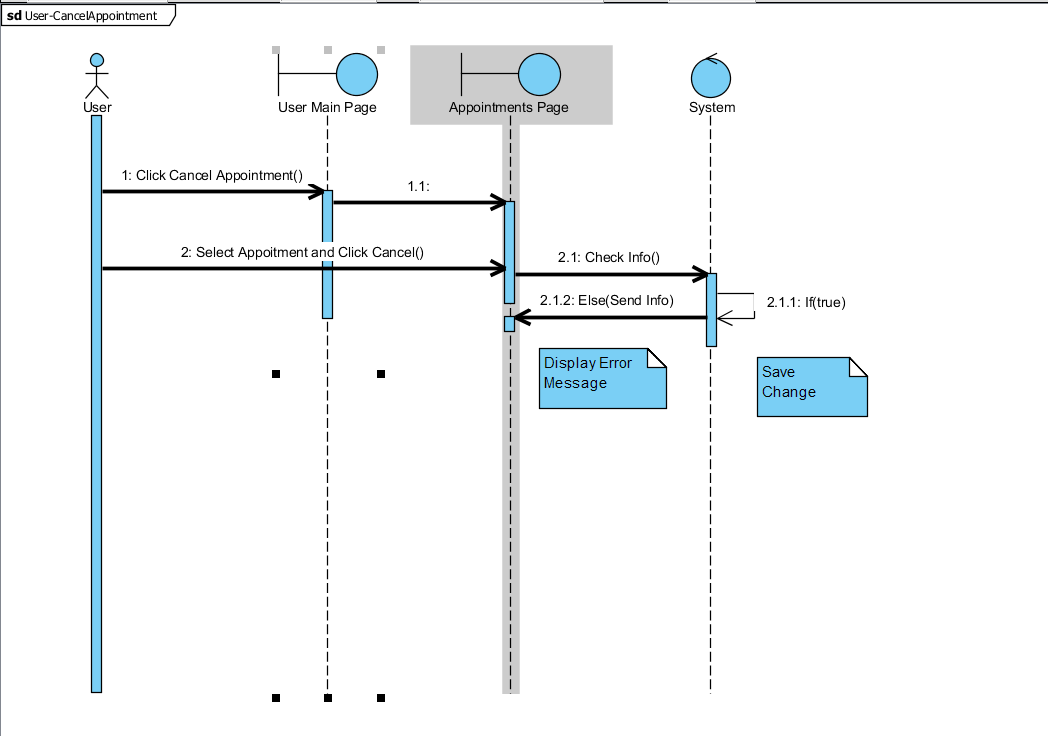 sd User-CancelAppointment
User
User Main Page
Appointments Page
System
1: Click Cancel Appointment()
1.1:
2: Select Appoitment and Click Cancel()
2.1: Check Info()
2.1.2: Else(Send Info)
2.1.1: If(true)
Display Error
Message
Save
Change